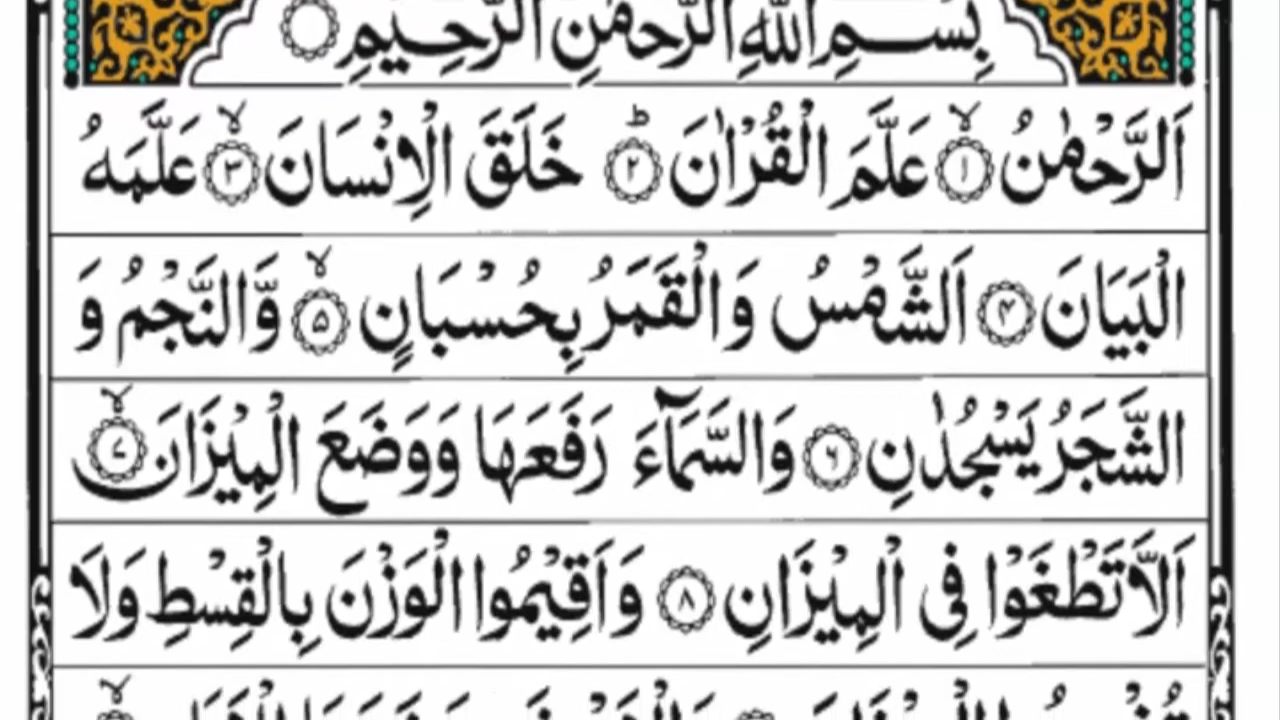 بِسْمِ اللّٰهِ الرَّحْمٰنِ الرَّحِيْمِ
اَلرَّحْمٰنُ ۙ‏﴿۱﴾ عَلَّمَ الْقُرْاٰنَ ؕ‏﴿۲﴾ خَلَقَ الْاِنْسَانَ ۙ‏﴿۳﴾ عَلَّمَهُ
الْبَيَانَ ﴿۴﴾ اَلشَّمْسُ وَالْقَمَرُ بِحُسْبَانٍ ۙ‏﴿۵﴾ وَّالنَّجْمُ وَ
الشَّجَرُ يَسْجُدٰنِ ﴿۶﴾ وَالسَّمَآءَ رَفَعَهَا وَوَضَعَ الْمِيْزَانَ ۙ‏﴿۷﴾
اَلَّا تَطْغَوْا فِى الْمِيْزَانِ ﴿۸﴾ وَاَقِيْمُوا الْوَزْنَ بِالْقِسْطِ وَلَا